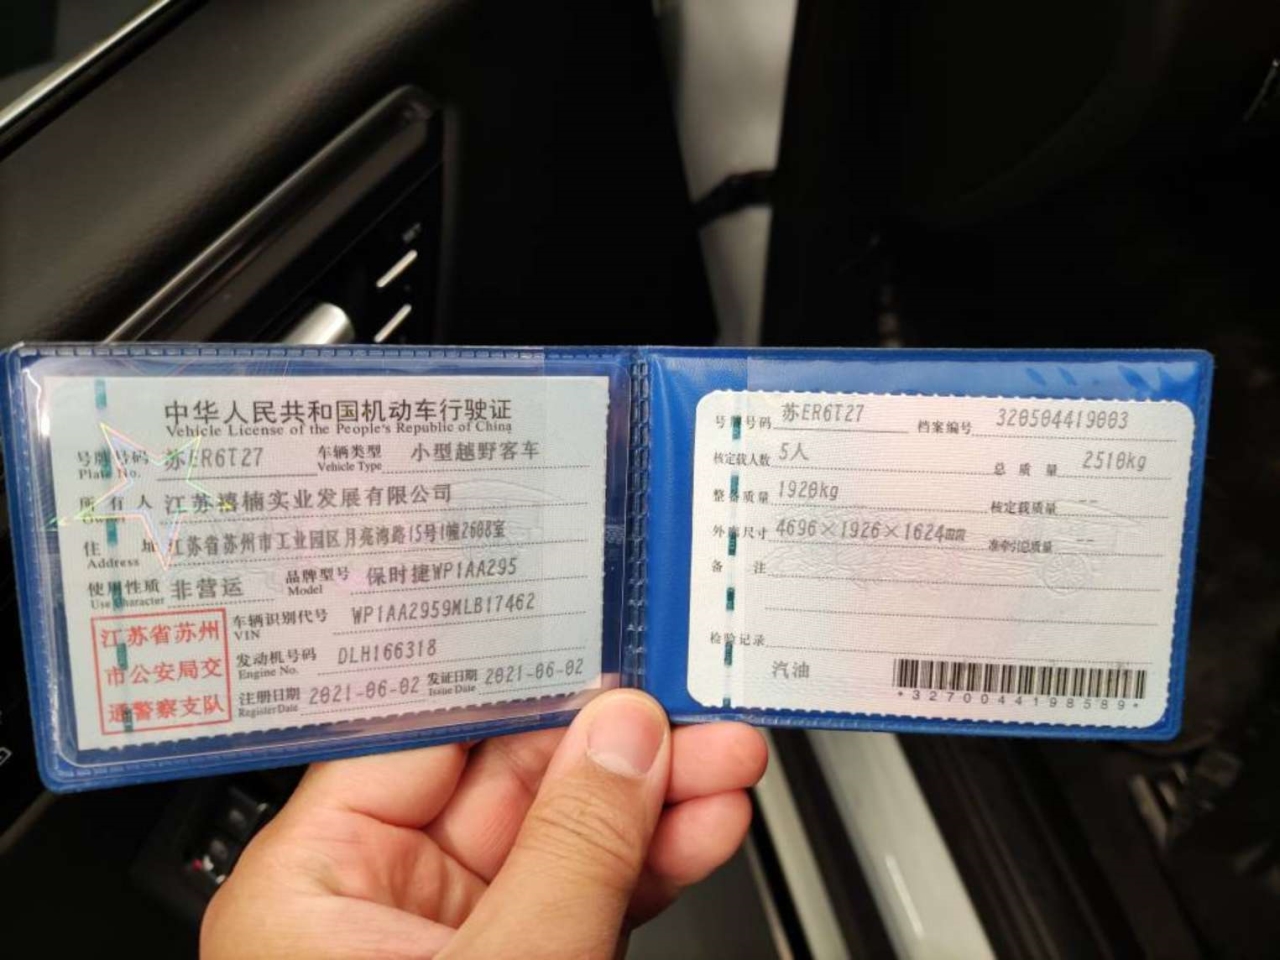 中华人民共和国机动车行驶证
Vehicle License of the People's Republic of China
号牌号码 苏ER6T27 车辆类型 小型越野客车
Plate No. Vehicle Type
所有人 江苏禧楠实业发展有限公司
Owner
住址 江苏省苏州市工业园区月亮湾路15号1幢2608室
Address
使用性质 非营运 品牌型号 保时捷WP1AA295
Use Character Model
江苏省苏州
市公安局交
通警察支队
车辆识别代号 WP1AA2959MLB17462
VIN
发动机号码 DLH166318
Engine No.
注册日期 2021-06-02 发证日期 2021-06-02
Register Date Issue Date
号牌号码 苏ER6T27 档案编号 320504419003
核定载人数 5人 总质量 2510kg
整备质量 1920kg 核定载质量 --
外廓尺寸 4696×1926×1624mm 准牵引总质量 --
备注
检验记录
汽油
*3270044198589*